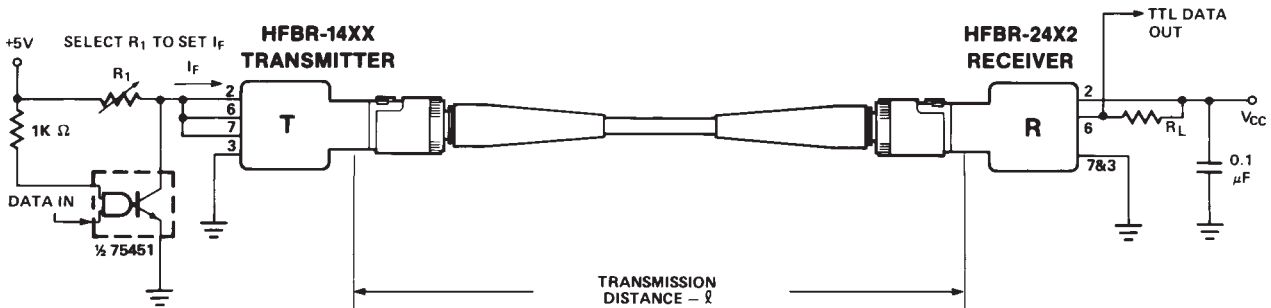 +5V
SELECT R1 TO SET IF
R1
IF
1K Ω
DATA IN
½ 75451
HFBR-14XX
TRANSMITTER
2
6
7
3
T
TRANSMISSION
DISTANCE – ℓ
HFBR-24X2
RECEIVER
R
2
6
7&3
TTL DATA
OUT
RL
VCC
0.1
µF